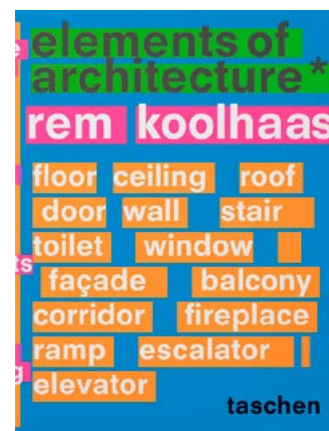 elements of
architecture*
rem koolhaas
floor ceiling roof
door wall stair
toilet window
façade balcony
corridor fireplace
ramp escalator
elevator
taschen